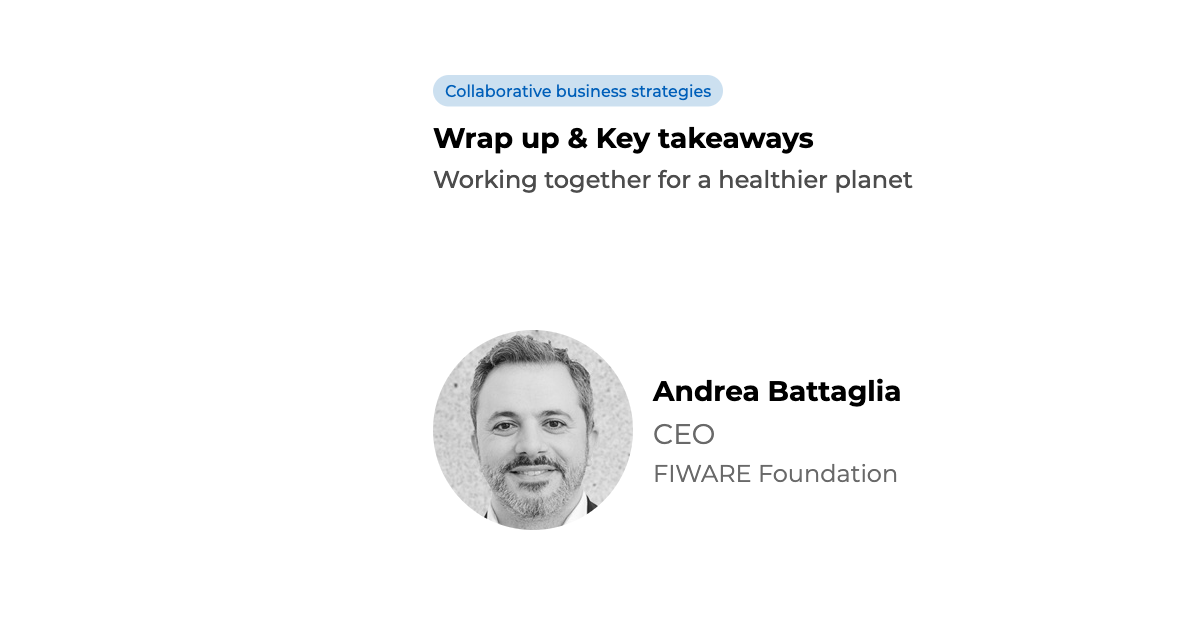 Collaborative business strategies
Wrap up & Key takeaways
Working together for a healthier planet
Andrea Battaglia
CEO
FIWARE Foundation